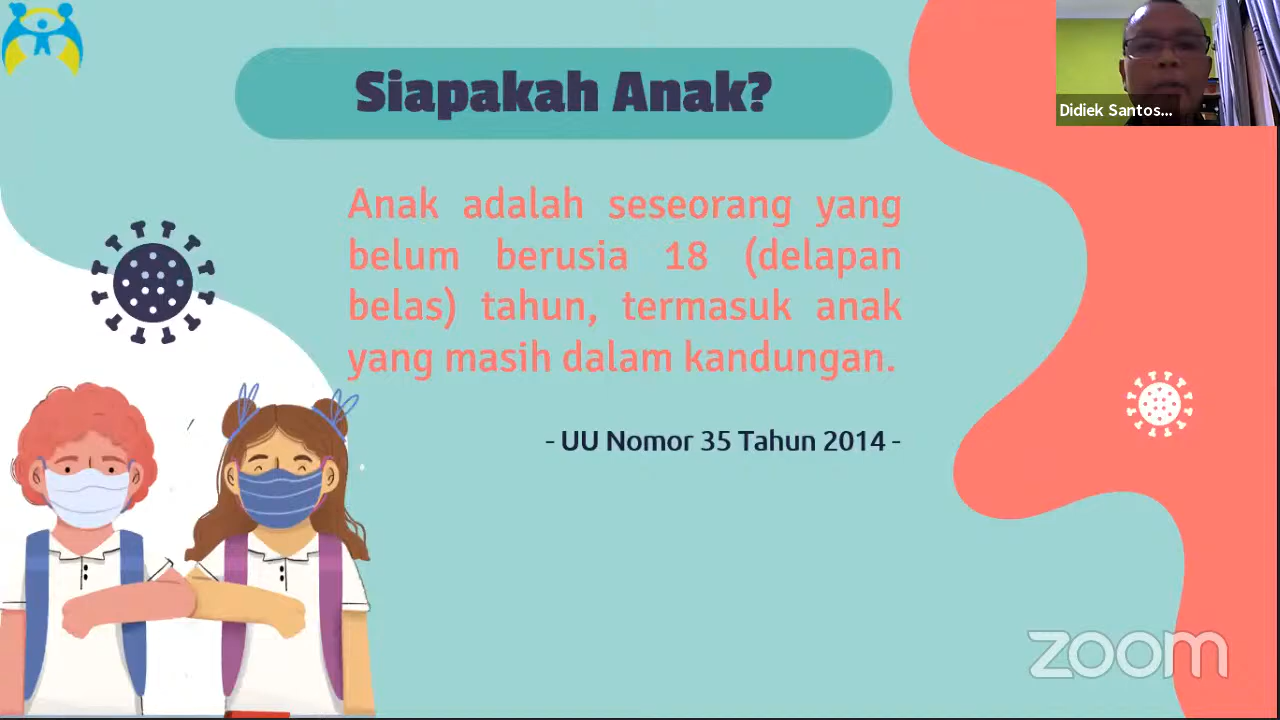 Siapakah Anak?
Didiek Santos...
Anak adalah seseorang yang
belum berusia 18 (delapan
belas) tahun, termasuk anak
yang masih dalam kandungan.
- UU Nomor 35 Tahun 2014 -
zoom